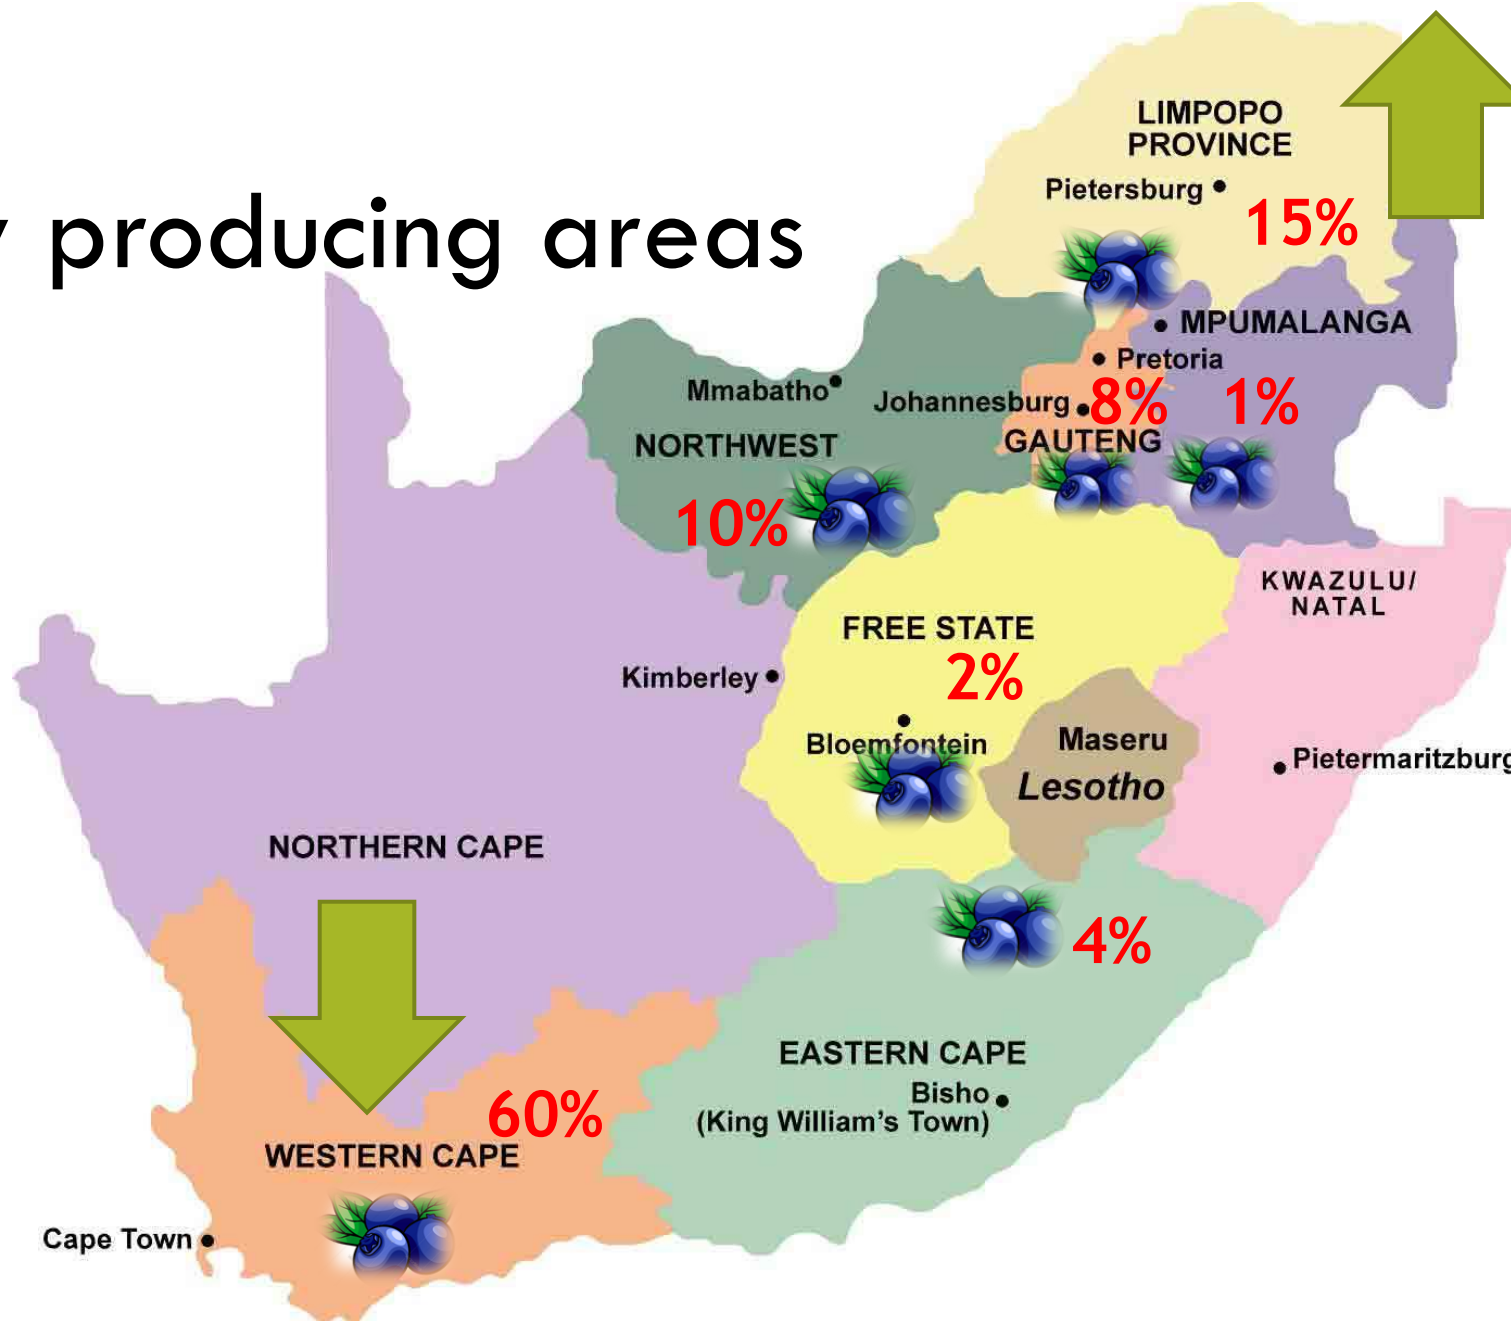 producing areas
LIMPOPO
PROVINCE
Pietersburg
15%
MPUMALANGA
Pretoria
Mmabatho
Johannesburg
8%
1%
NORTHWEST
GAUTENG
10%
KWAZULU/
NATAL
FREE STATE
2%
Kimberley
Bloemfontein
Maseru
Lesotho
Pietermaritzburg
NORTHERN CAPE
4%
EASTERN CAPE
Bisho
(King William's Town)
60%
WESTERN CAPE
Cape Town